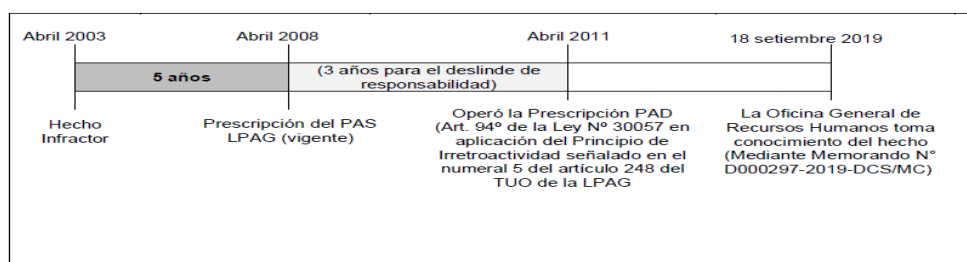 Abril 2003
Abril 2008
Abril 2011
18 setiembre 2019
5 años
(3 años para el deslinde de
responsabilidad)
Hecho
Infractor
Prescripción del PAS
LPAG (vigente)
Operó la Prescripción PAD
(Art. 94º de la Ley Nº 30057 en
aplicación del Principio de
Irretroactividad señalado en el
numeral 5 del artículo 248 del
TUO de la LPAG
La Oficina General de
Recursos Humanos toma
conocimiento del hecho
(Mediante Memorando N°
D000297-2019-DCS/MC)